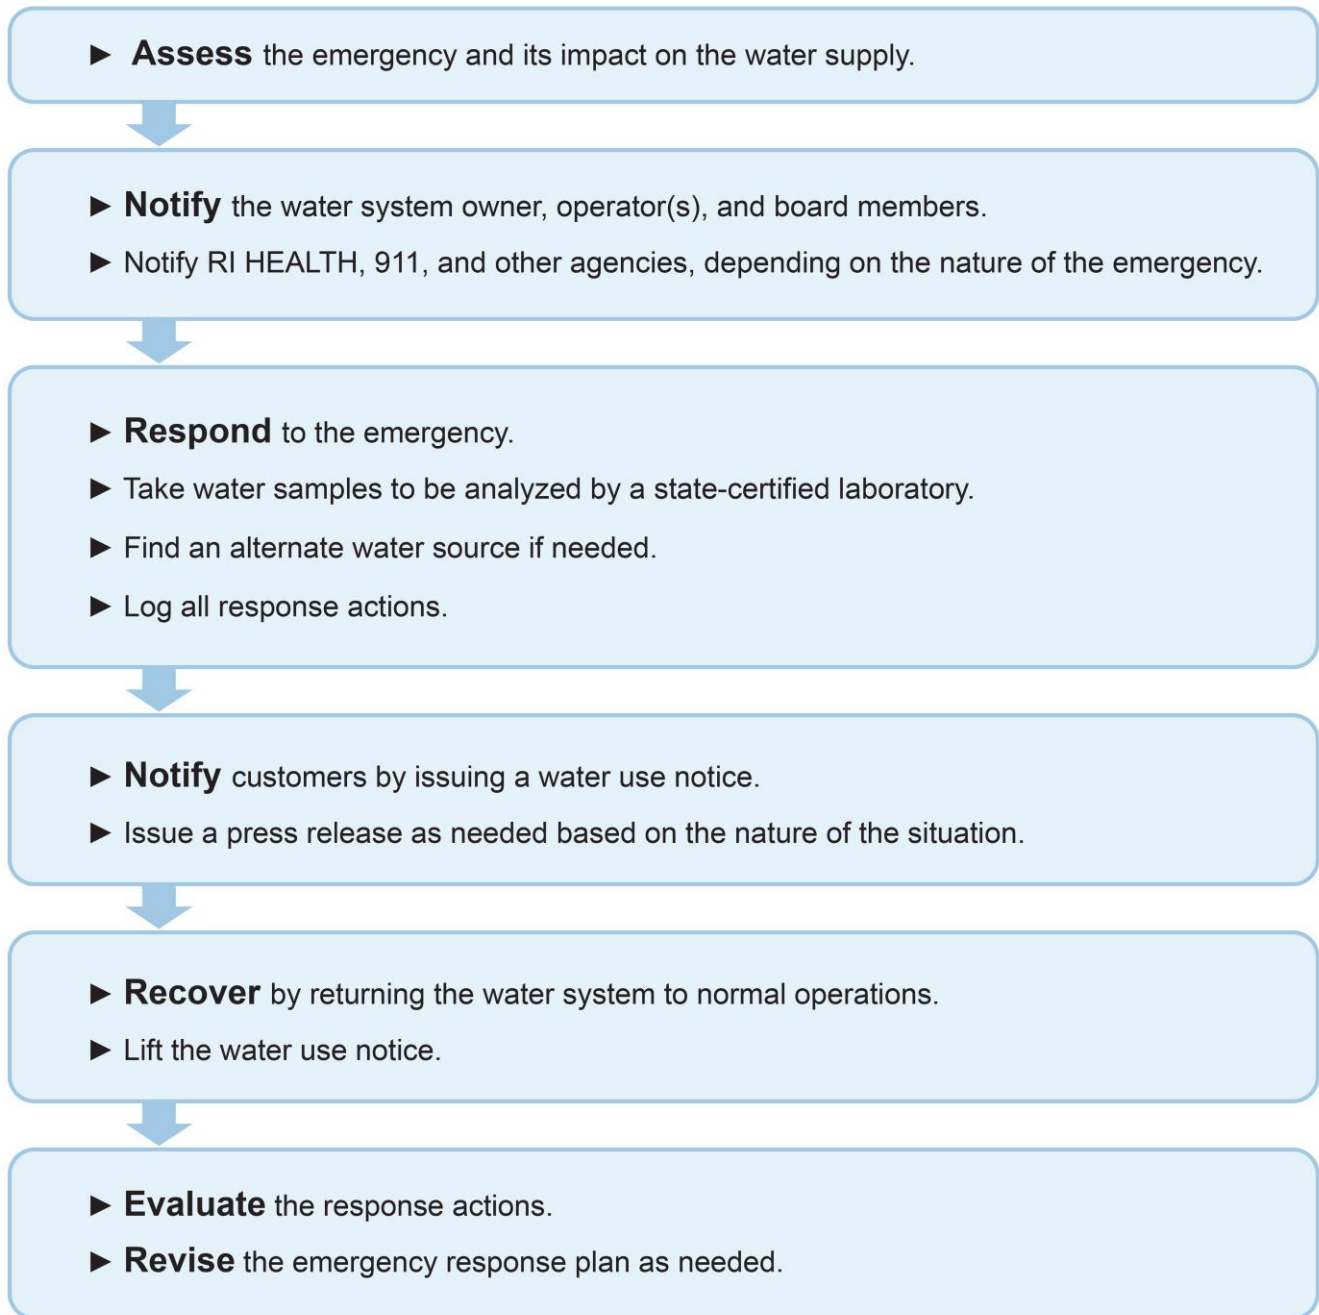 ► Assess the emergency and its impact on the water supply.
► Notify the water system owner, operator(s), and board members.
► Notify RI HEALTH, 911, and other agencies, depending on the nature of the emergency.
► Respond to the emergency.
► Take water samples to be analyzed by a state-certified laboratory.
► Find an alternate water source if needed.
► Log all response actions.
► Notify customers by issuing a water use notice.
► Issue a press release as needed based on the nature of the situation.
► Recover by returning the water system to normal operations.
► Lift the water use notice.
► Evaluate the response actions.
► Revise the emergency response plan as needed.